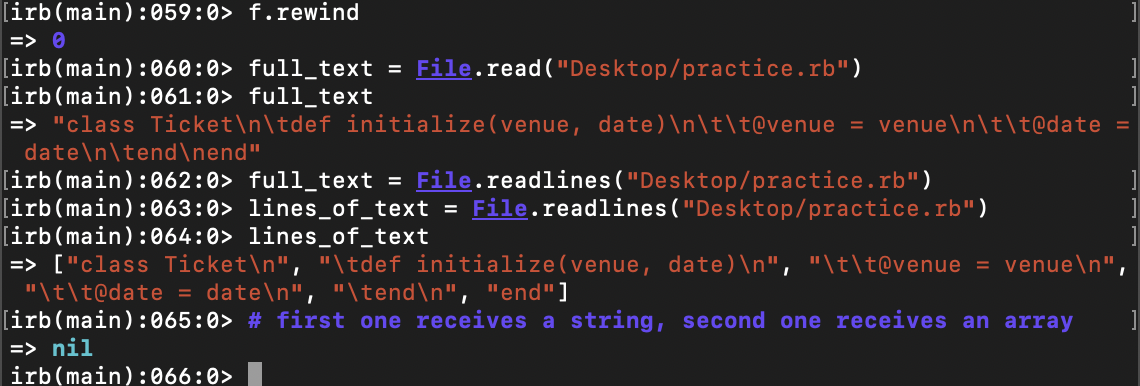 irb(main):059:0> f.rewind
=> 0
irb(main):060:0> full_text = File.read("Desktop/practice.rb")
irb(main):061:0> full_text
=> "class Ticket\n\tdef initialize(venue, date)\n\t\t@venue = venue\n\t\t@date =
date\n\tend\nend"
irb(main):062:0> full_text = File.readlines("Desktop/practice.rb")
irb(main):063:0> lines_of_text = File.readlines("Desktop/practice.rb")
irb(main):064:0> lines_of_text
=> ["class Ticket\n", "\tdef initialize(venue, date)\n", "\t\t@venue = venue\n",
"\t\t@date = date\n", "\tend\n", "end"]
irb(main):065:0> # first one receives a string, second one receives an array
=> nil
irb(main):066:0>